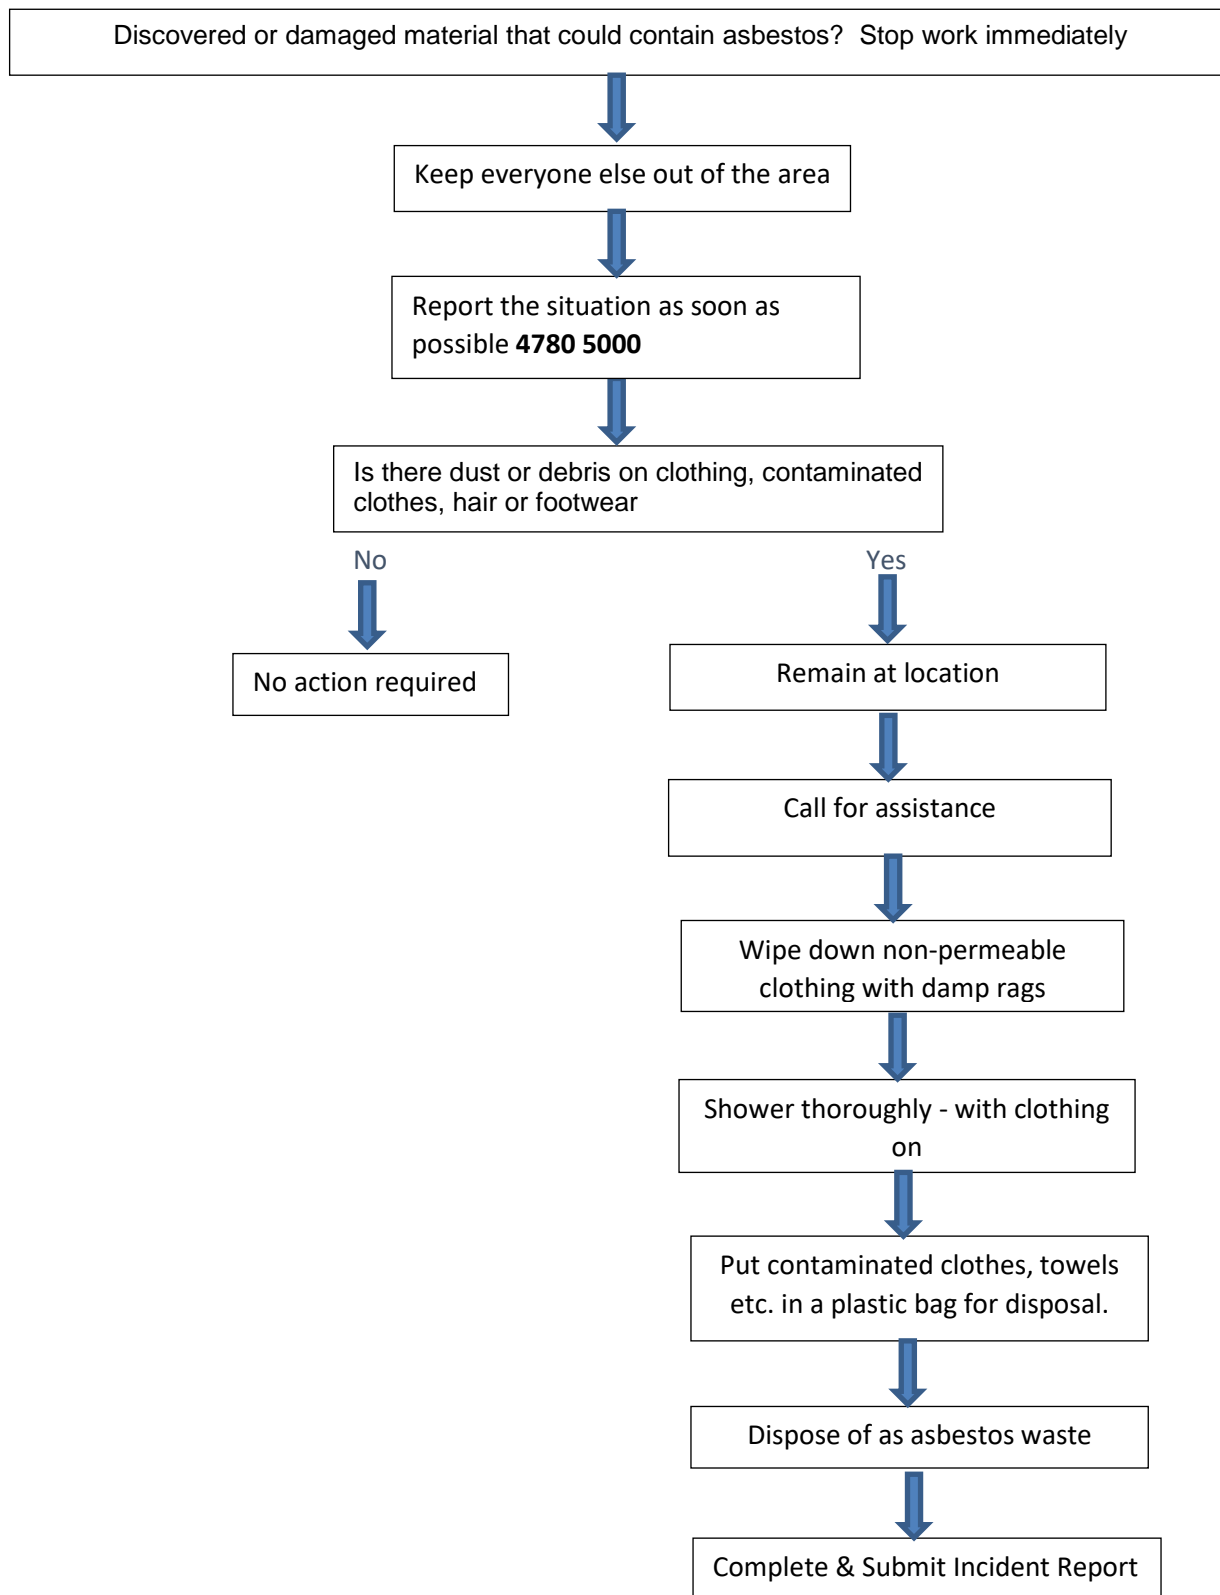 Discovered or damaged material that could contain asbestos?  Stop work immediately
Keep everyone else out of the area
Report the situation as soon as
possible 4780 5000
Is there dust or debris on clothing, contaminated
clothes, hair or footwear
No
Yes
No action required
Remain at location
Call for assistance
Wipe down non-permeable
clothing with damp rags
Shower thoroughly - with clothing
on
Put contaminated clothes, towels
etc. in a plastic bag for disposal.
Dispose of as asbestos waste
Complete & Submit Incident Report